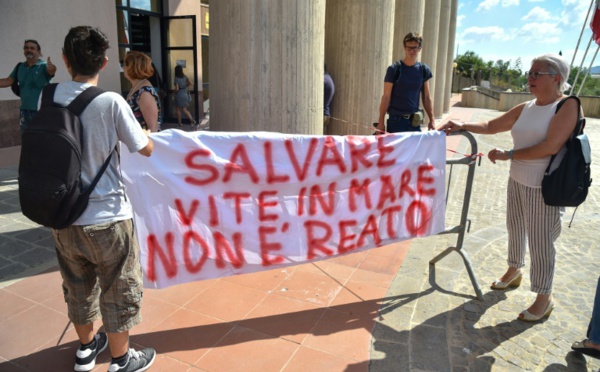 SALVARE
VITE IN MARE
NON È REATO